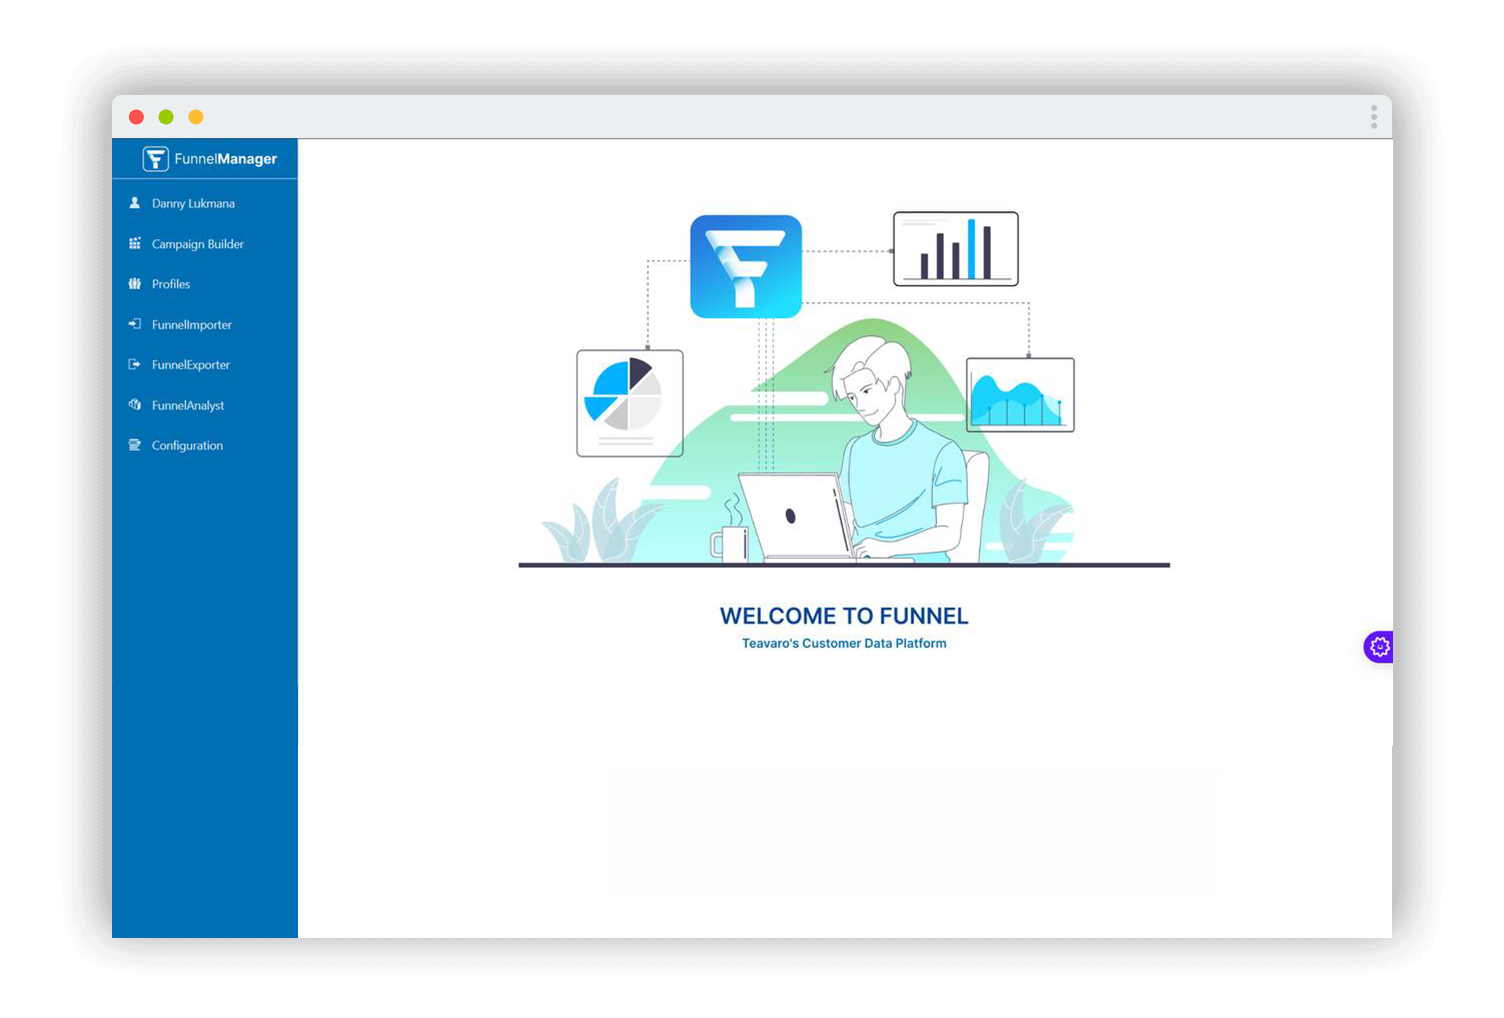 FunnelManager
Danny Lukmana
Campaign Builder
Profiles
FunnelImporter
FunnelExporter
FunnelAnalyst
Configuration
WELCOME TO FUNNEL
Teavaro's Customer Data Platform